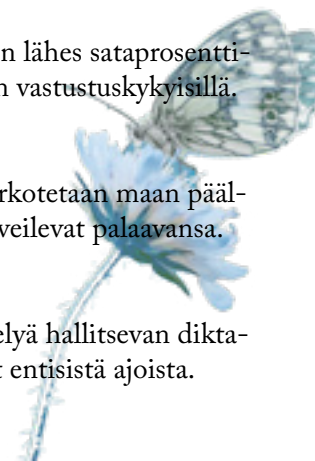 n lähes sataprosentti-
n vastustuskykyisillä.
rkotetaan maan pääl-
veilevat palaavansa.
elyä hallitsevan dikta-
t entisistä ajoista.